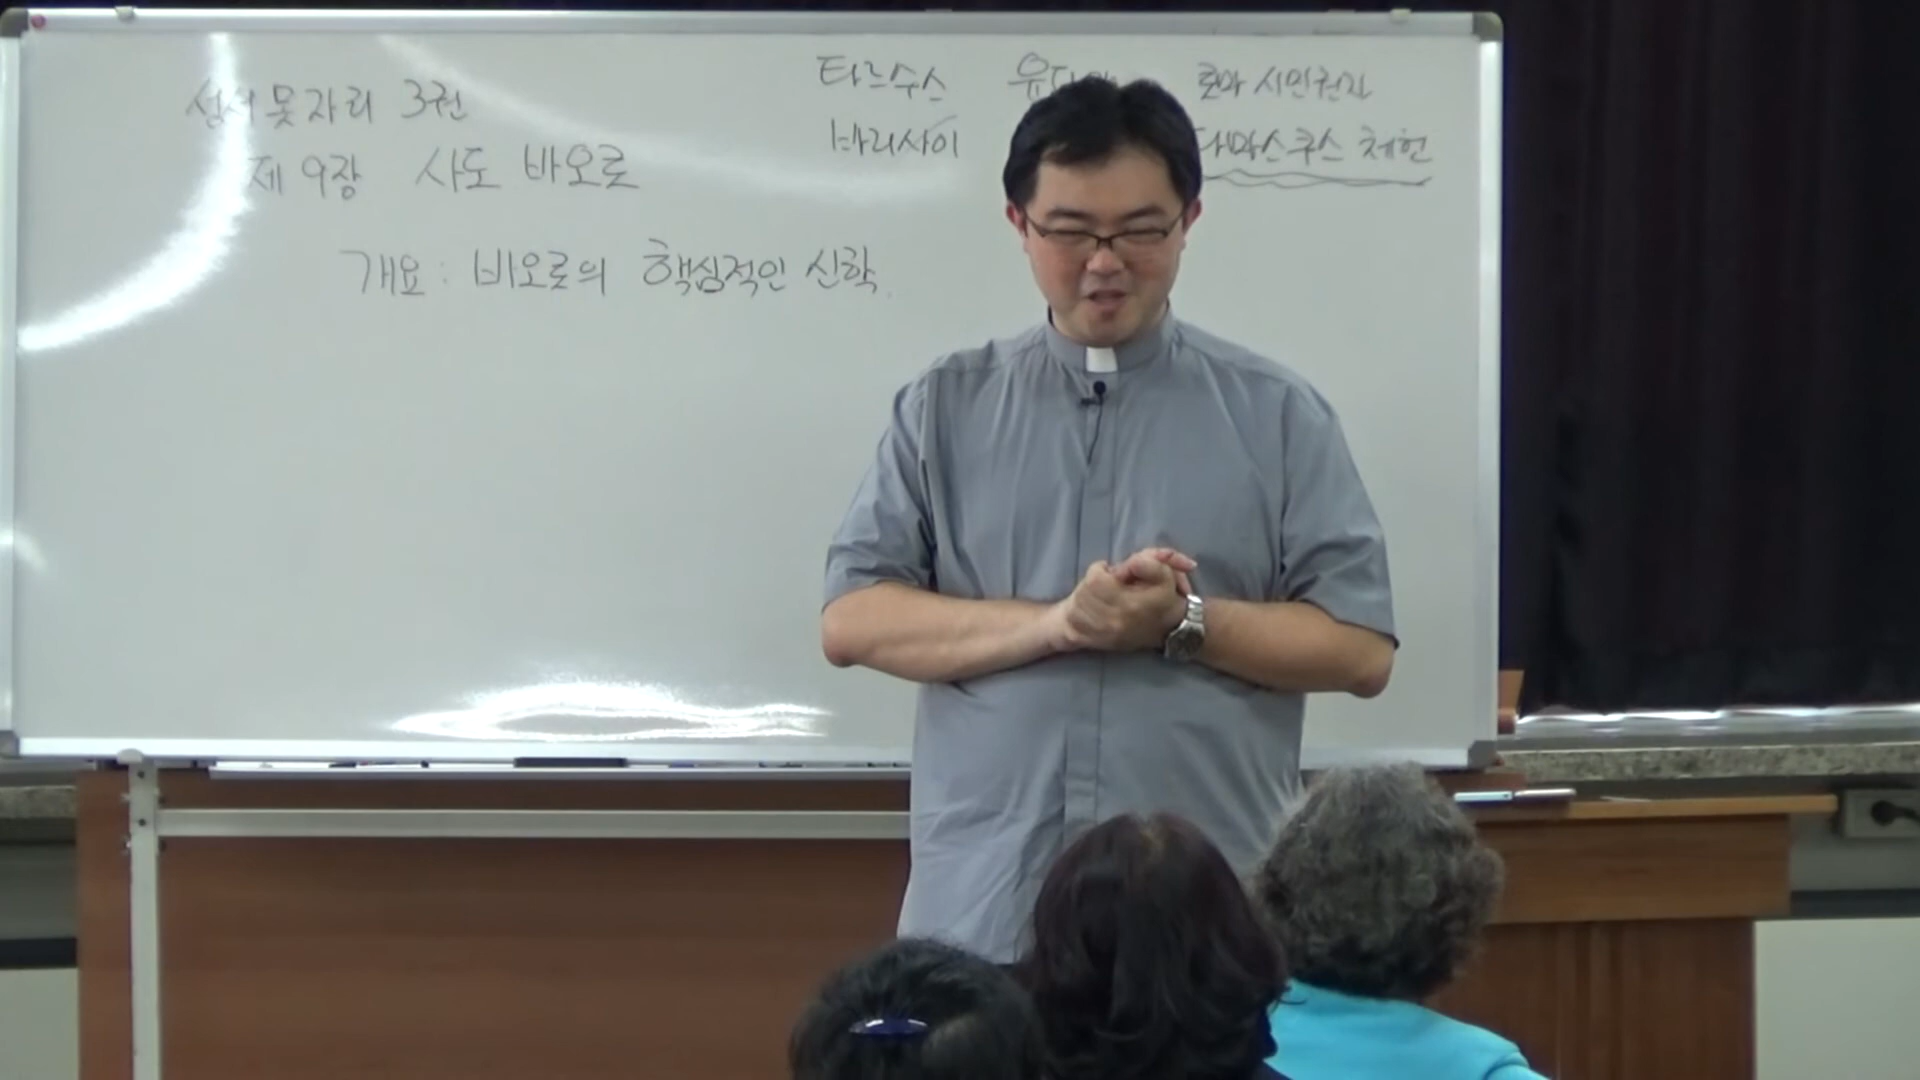 성서못자리 3권
제 9장 사도 바오로
개요 : 바오로의 핵심적인 신학.
타르수스 로마 시민권자
바리사이 다마스쿠스 체험